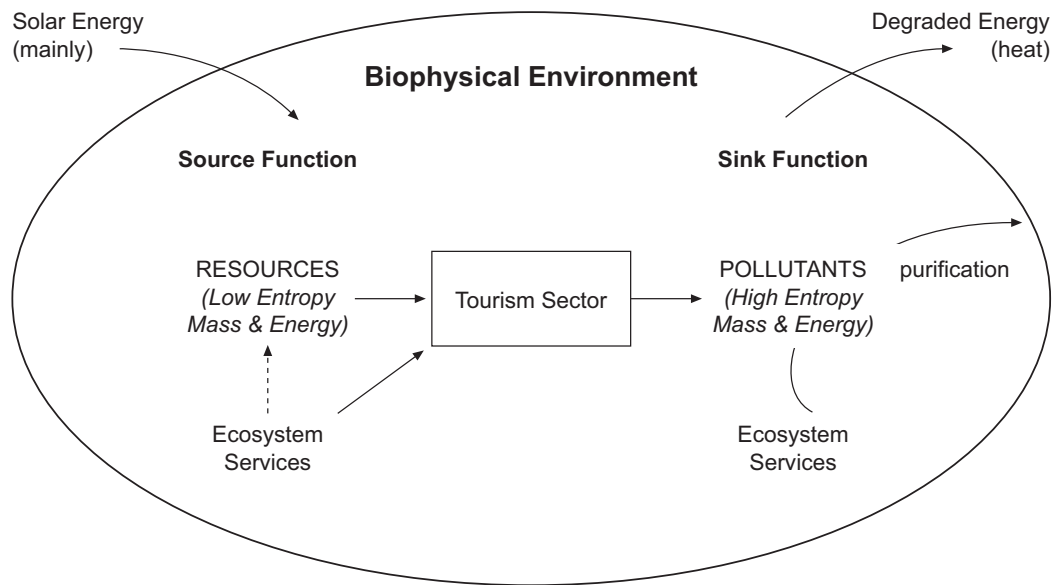 Solar Energy
(mainly)
Degraded Energy
(heat)
Biophysical Environment
Source Function
Sink Function
RESOURCES
(Low Entropy
Mass & Energy)
Tourism Sector
POLLUTANTS
(High Entropy
Mass & Energy)
purification
Ecosystem
Services
Ecosystem
Services